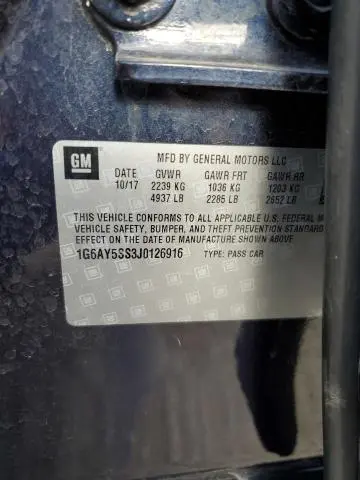 GM MFD BY GENERAL MOTORS LLC
DATE GVWR GAWR FRT GAWR RR
10/17 2239 KG 1036 KG 1203 KG
4937 LB 2285 LB 2652 LB
THIS VEHICLE CONFORMS TO ALL APPLICABLE U.S. FEDERAL M
VEHICLE SAFETY, BUMPER, AND THEFT PREVENTION STANDARD
ON THE DATE OF MANUFACTURE SHOWN ABOVE.
1G6AY5SS3J0126916 TYPE: PASS CAR